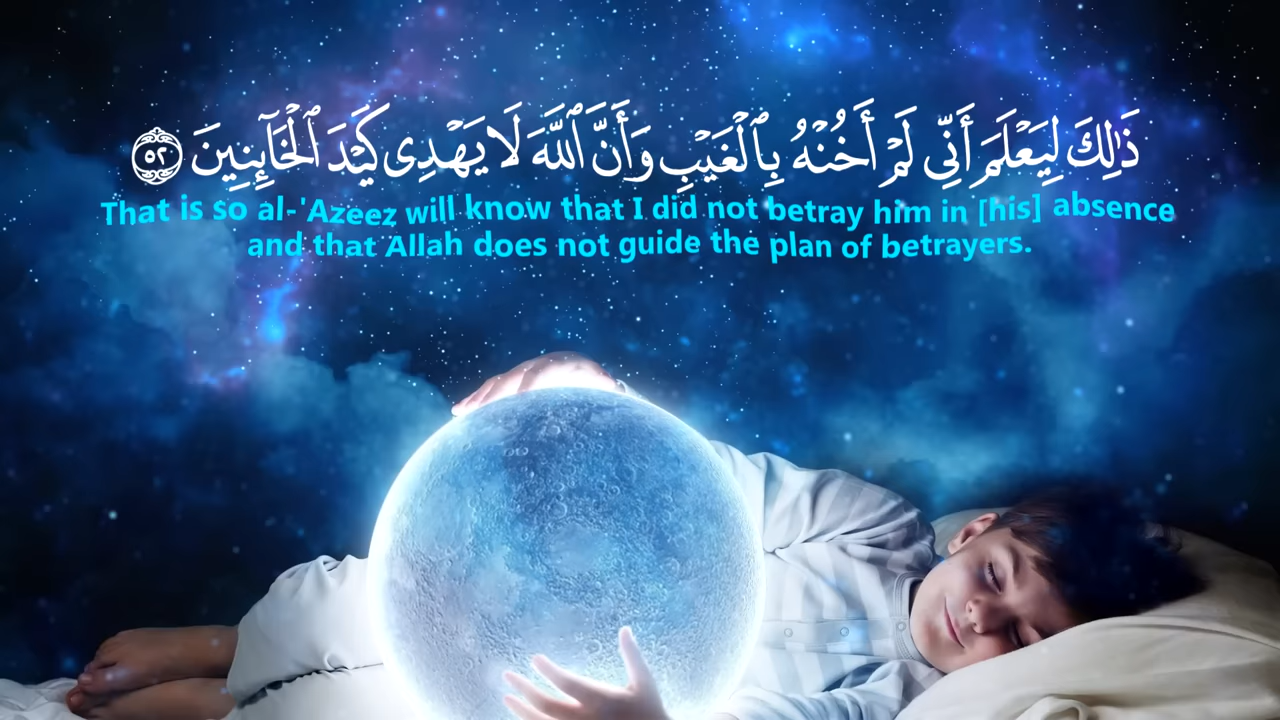 ذَٰلِكَ لِيَعْلَمَ أَنِّي لَمْ أَخُنْهُ بِٱلْغَيْبِ وَأَنَّ ٱللَّهَ لَا يَهْدِي كَيْدَ ٱلْخَآئِنِينَ ٥٢
That is so al-'Azeez will know that I did not betray him in [his] absence
and that Allah does not guide the plan of betrayers.